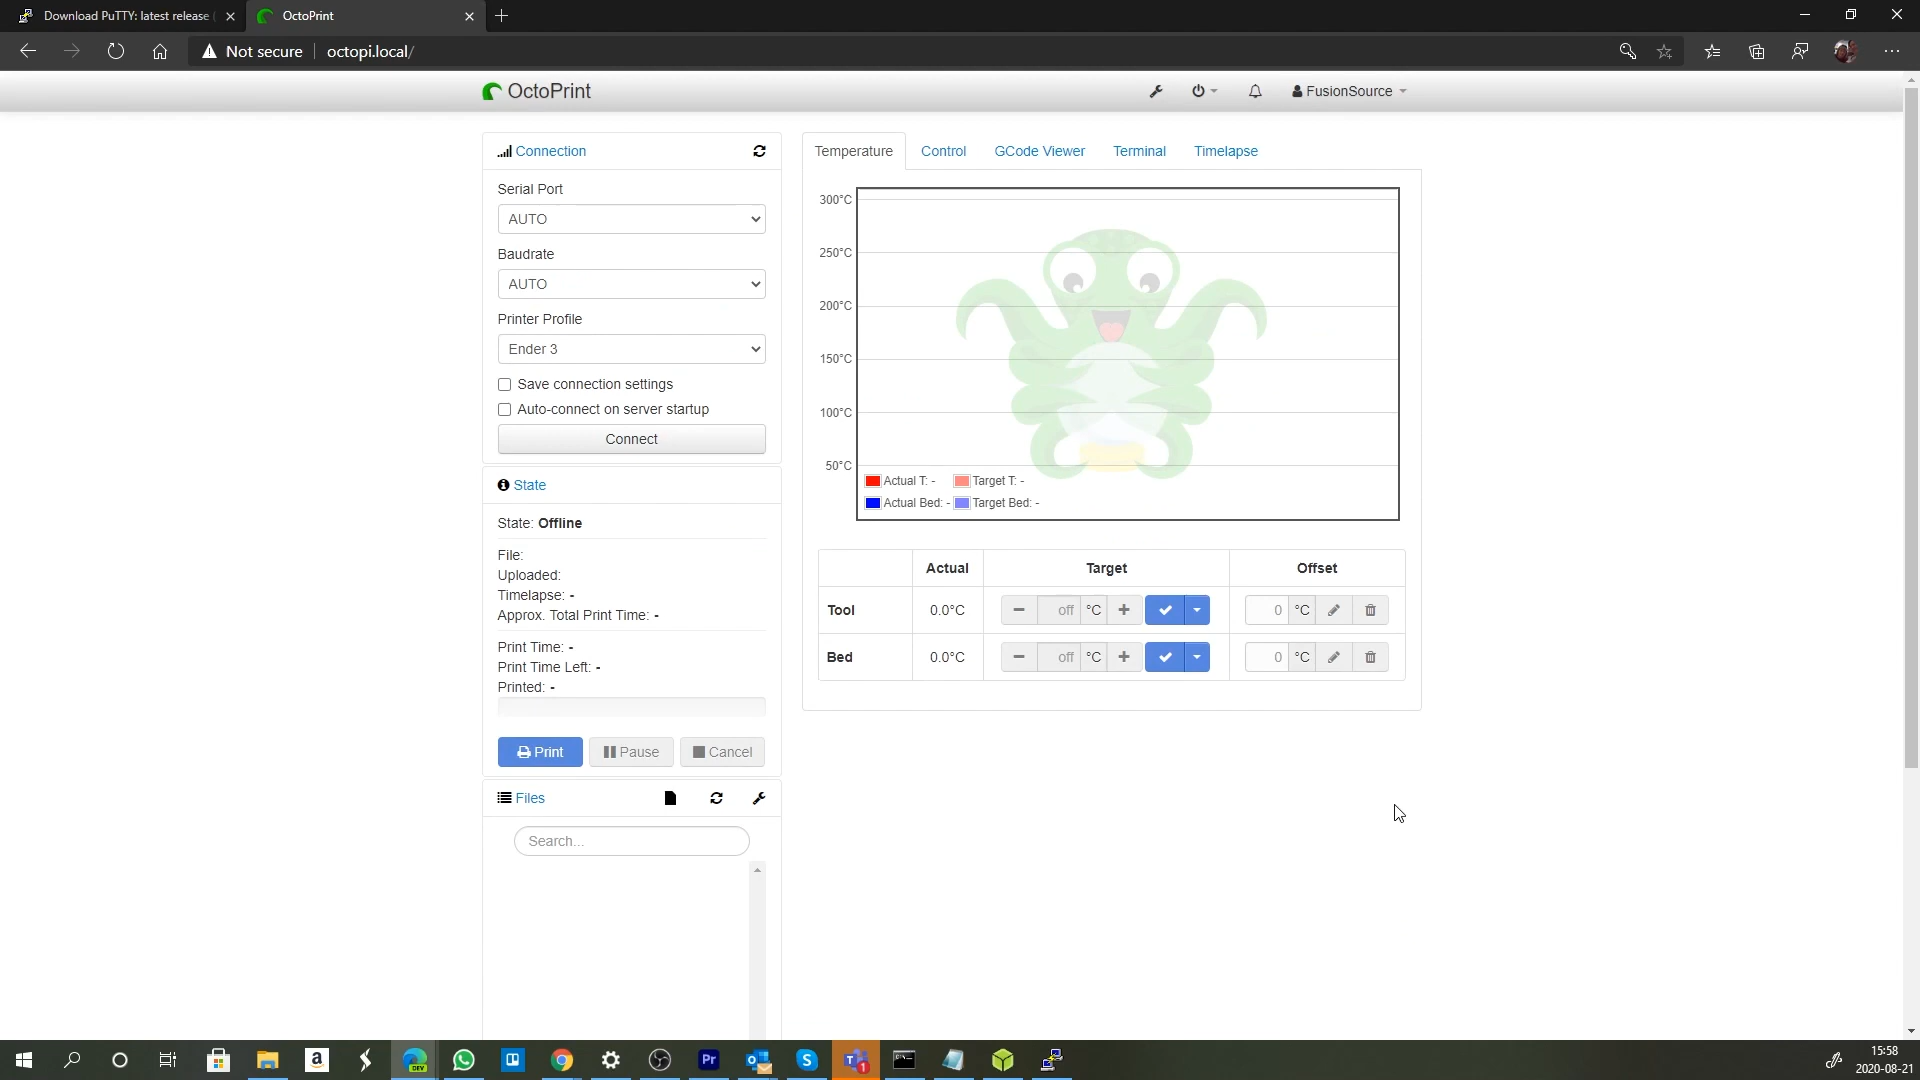 Download PuTTY: latest release (
OctoPrint
Not secure
octopi.local/
OctoPrint
FusionSource
Connection
Serial Port
AUTO
Baudrate
AUTO
Printer Profile
Ender 3
Save connection settings
Auto-connect on server startup
Connect
State
State: Offline
File:
Uploaded:
Timelapse: -
Approx. Total Print Time: -
Print Time: -
Print Time Left: -
Printed: -
Print Pause Cancel
Files
Search...
Temperature Control GCode Viewer Terminal Timelapse
300°C
250°C
200°C
150°C
100°C
50°C
Actual T: - Target T: -
Actual Bed: - Target Bed: -
Actual Target Offset
Tool 0.0°C off °C 0 °C
Bed 0.0°C off °C 0 °C
DEV
a
Pr
S
1
15:58
2020-08-21